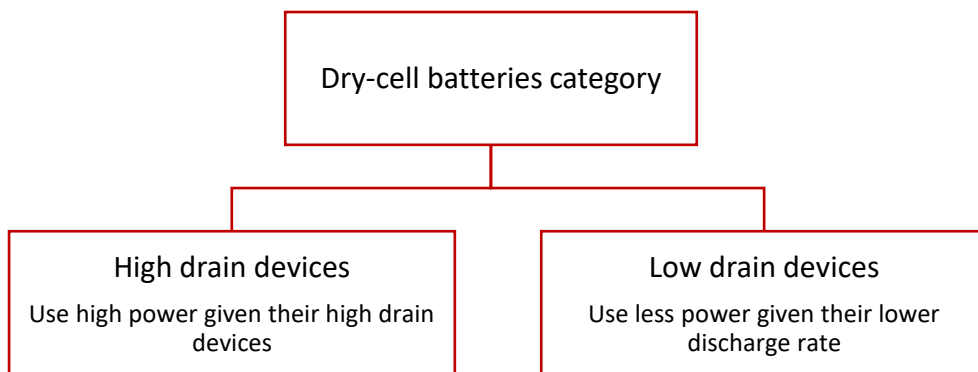 Dry-cell batteries category
High drain devices
Use high power given their high drain
devices
Low drain devices
Use less power given their lower
discharge rate